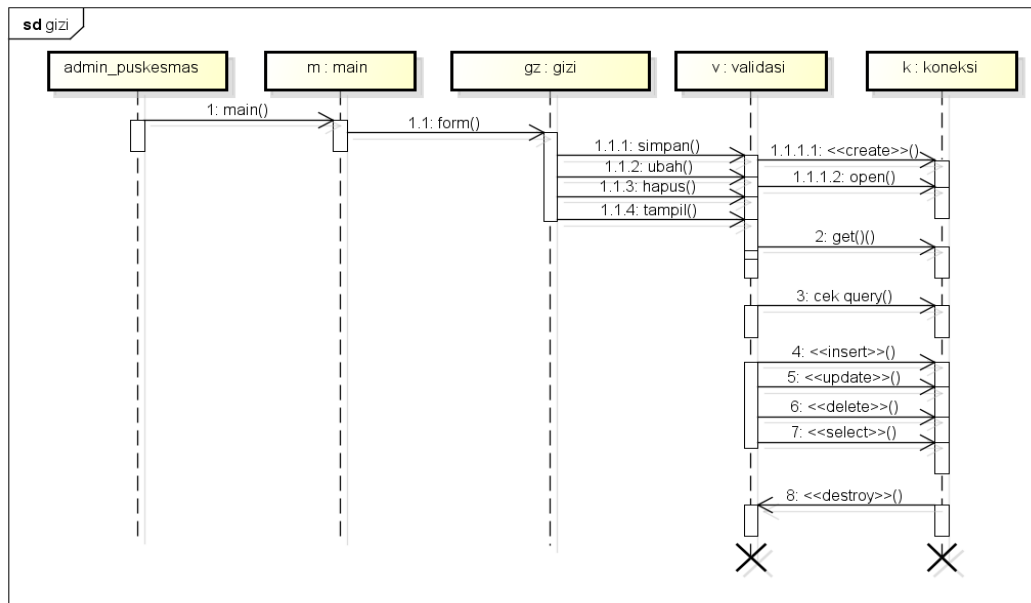 sd gizi
admin_puskesmas
m : main
gz : gizi
v : validasi
k : koneksi
1: main()
1.1: form()
1.1.1: simpan()
1.1.1.1: <<create>>()
1.1.2: ubah()
1.1.1.2: open()
1.1.3: hapus()
1.1.4: tampil()
2: get()()
3: cek query()
4: <<insert>>()
5: <<update>>()
6: <<delete>>()
7: <<select>>()
8: <<destroy>>()